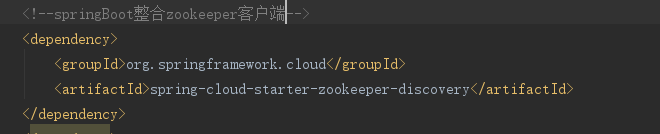 <!--springBoot整合zookeeper客户端-->
<dependency>
<groupId>org.springframework.cloud</groupId>
<artifactId>spring-cloud-starter-zookeeper-discovery</artifactId>
</dependency>